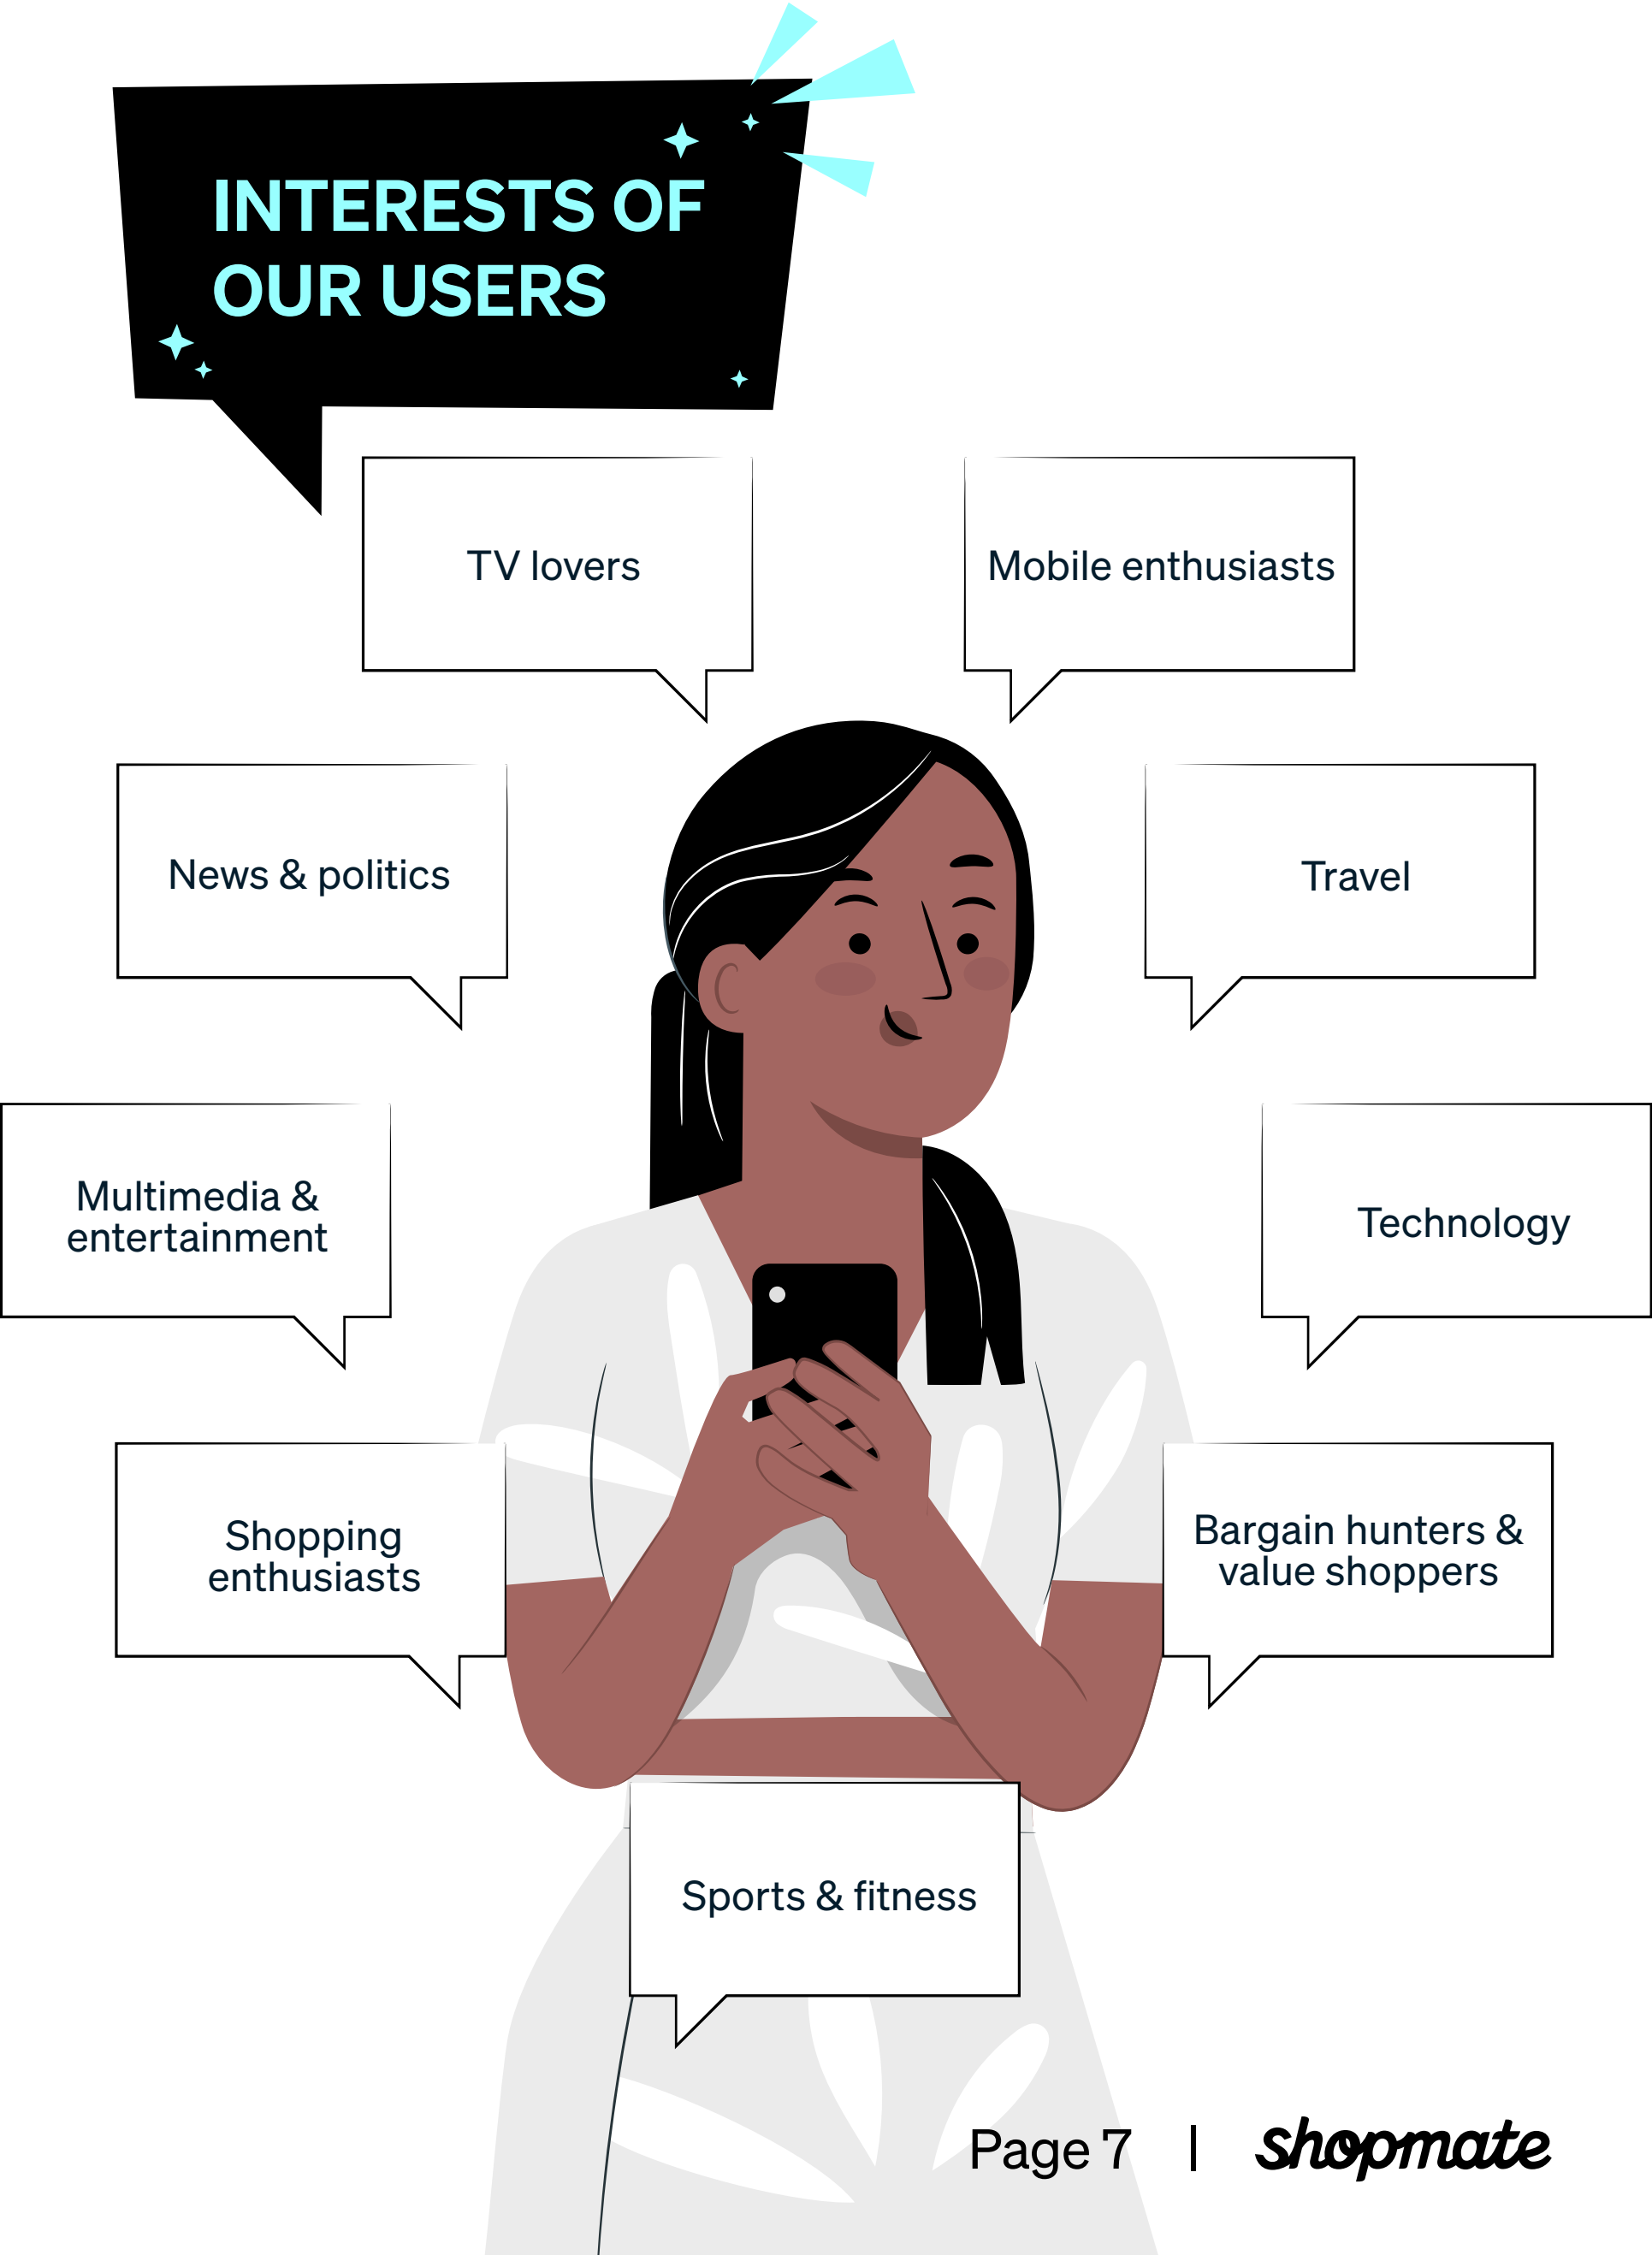 INTERESTS OF
OUR USERS
TV lovers
Mobile enthusiasts
News & politics
Travel
Multimedia &
entertainment
Technology
Shopping
enthusiasts
Bargain hunters &
value shoppers
Sports & fitness
Page 7 | shopmate